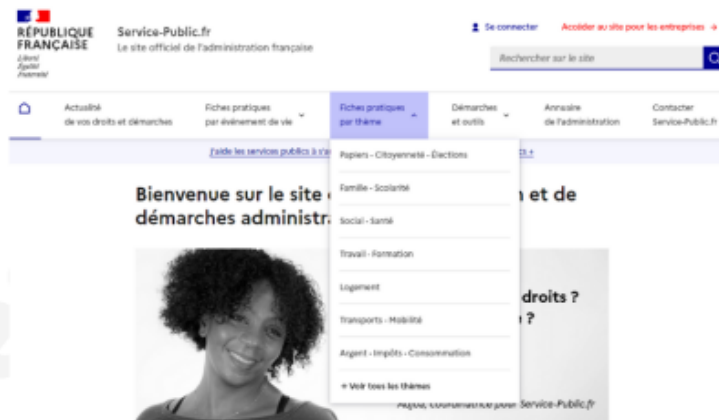 RÉPUBLIQUE
FRANÇAISE
Liberté
Égalité
Fraternité
Service-Public.fr
Le site officiel de l'administration française
Se connecter
Accéder au site pour les entreprises →
Rechercher sur le site
Actualité
de vos droits et démarches
Fiches pratiques
par événement de vie
Fiches pratiques
par thème
Démarches
et outils
Annuaire
de l'administration
Contacter
Service-Public.fr
J'aide les services publics à s'a
Papiers - Citoyenneté - Élections
Famille - Scolarité
Social - Santé
Travail - Formation
Logement
Transports - Mobilité
Argent - Impôts - Consommation
+ Voir tous les thèmes
Bienvenue sur le site
n et de
démarches administra
droits ?
?
coordinatrice pour Service-Public.fr